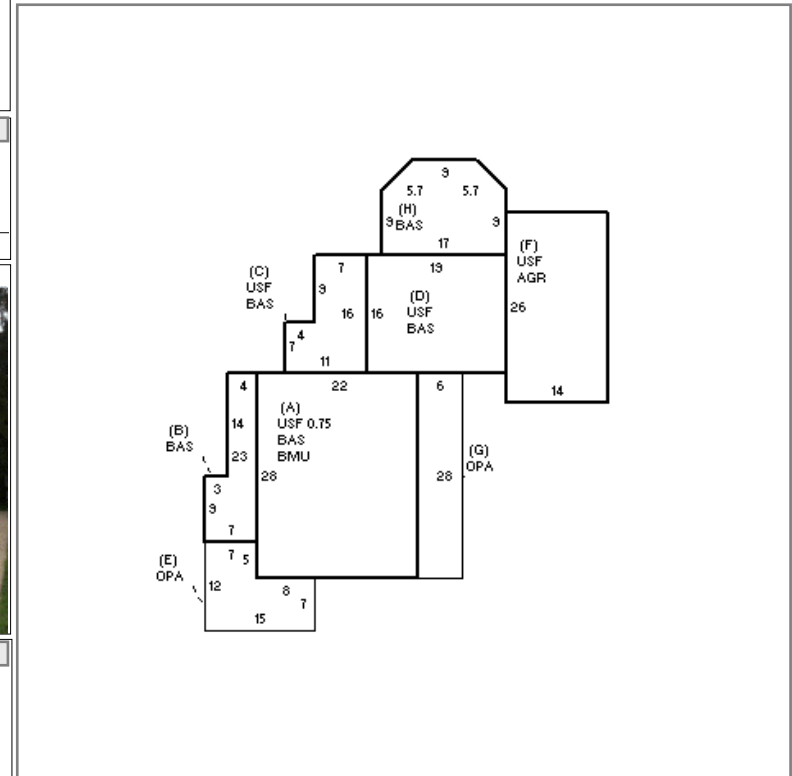 9
5.7 5.7
(H)
9 BAS 9
17
(F)
USF
AGR
26
14
(C)
USF
BAS
7
9
16
4
7
11
19
(D)
16 USF
BAS
4
14
23
(B)
BAS
3
9
7
22
(A)
USF 0.75
BAS
BMU
28
6
28
(G)
OPA
(E)
OPA
7 5
12
8
7
15